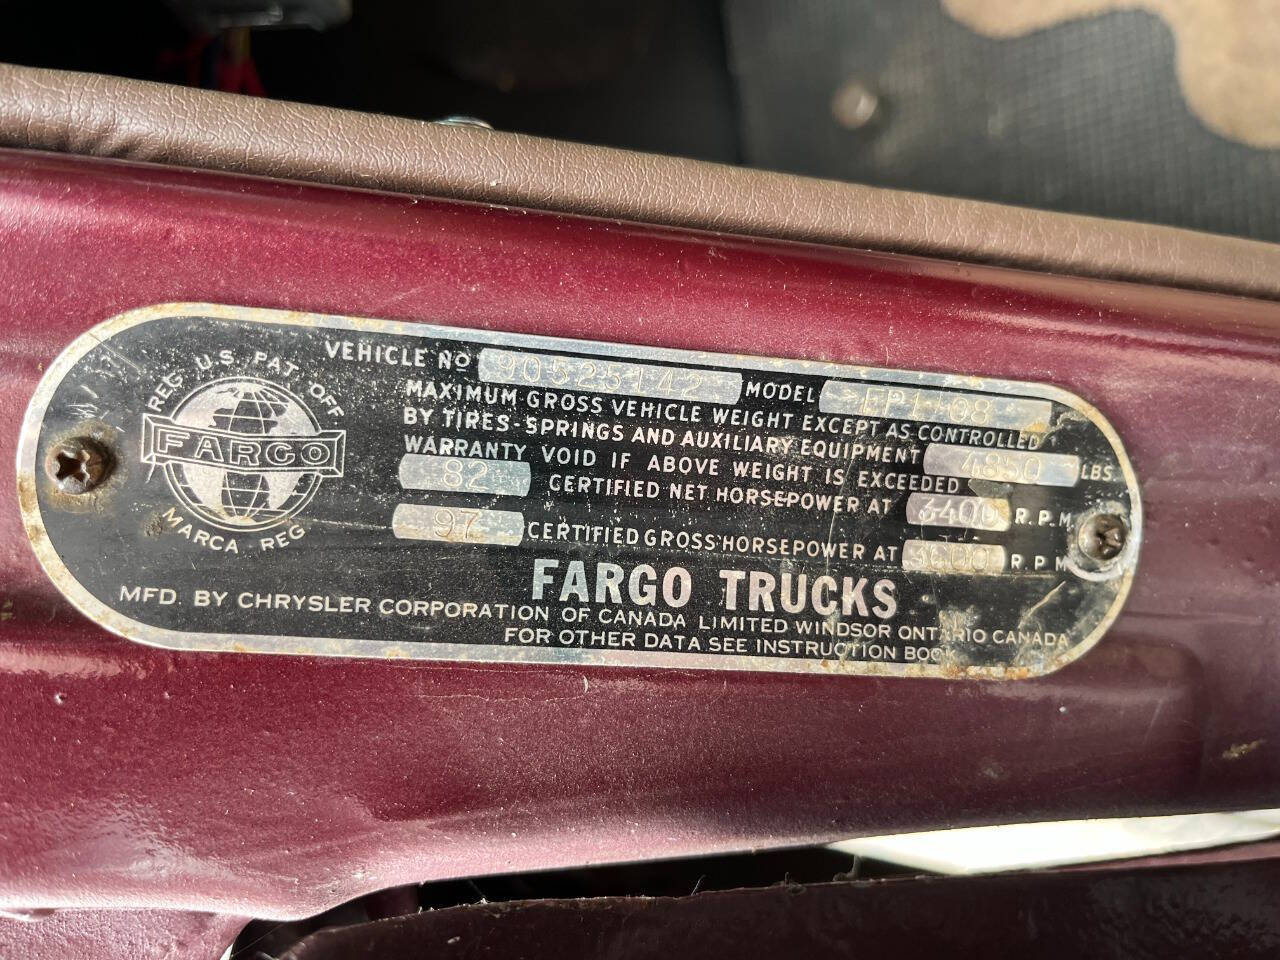 REG. U.S. PAT. OFF.
FARGO
MARCA REG.
VEHICLE No 90525142 MODEL FP1-108
MAXIMUM GROSS VEHICLE WEIGHT EXCEPT AS CONTROLLED
BY TIRES-SPRINGS AND AUXILIARY EQUIPMENT 4850 LBS
WARRANTY VOID IF ABOVE WEIGHT IS EXCEEDED
82 CERTIFIED NET HORSEPOWER AT 3400 R.P.M.
97 CERTIFIED GROSS HORSEPOWER AT 3600 R.P.M.
FARGO TRUCKS
MFD. BY CHRYSLER CORPORATION OF CANADA LIMITED WINDSOR ONTARIO CANADA
FOR OTHER DATA SEE INSTRUCTION BOOK